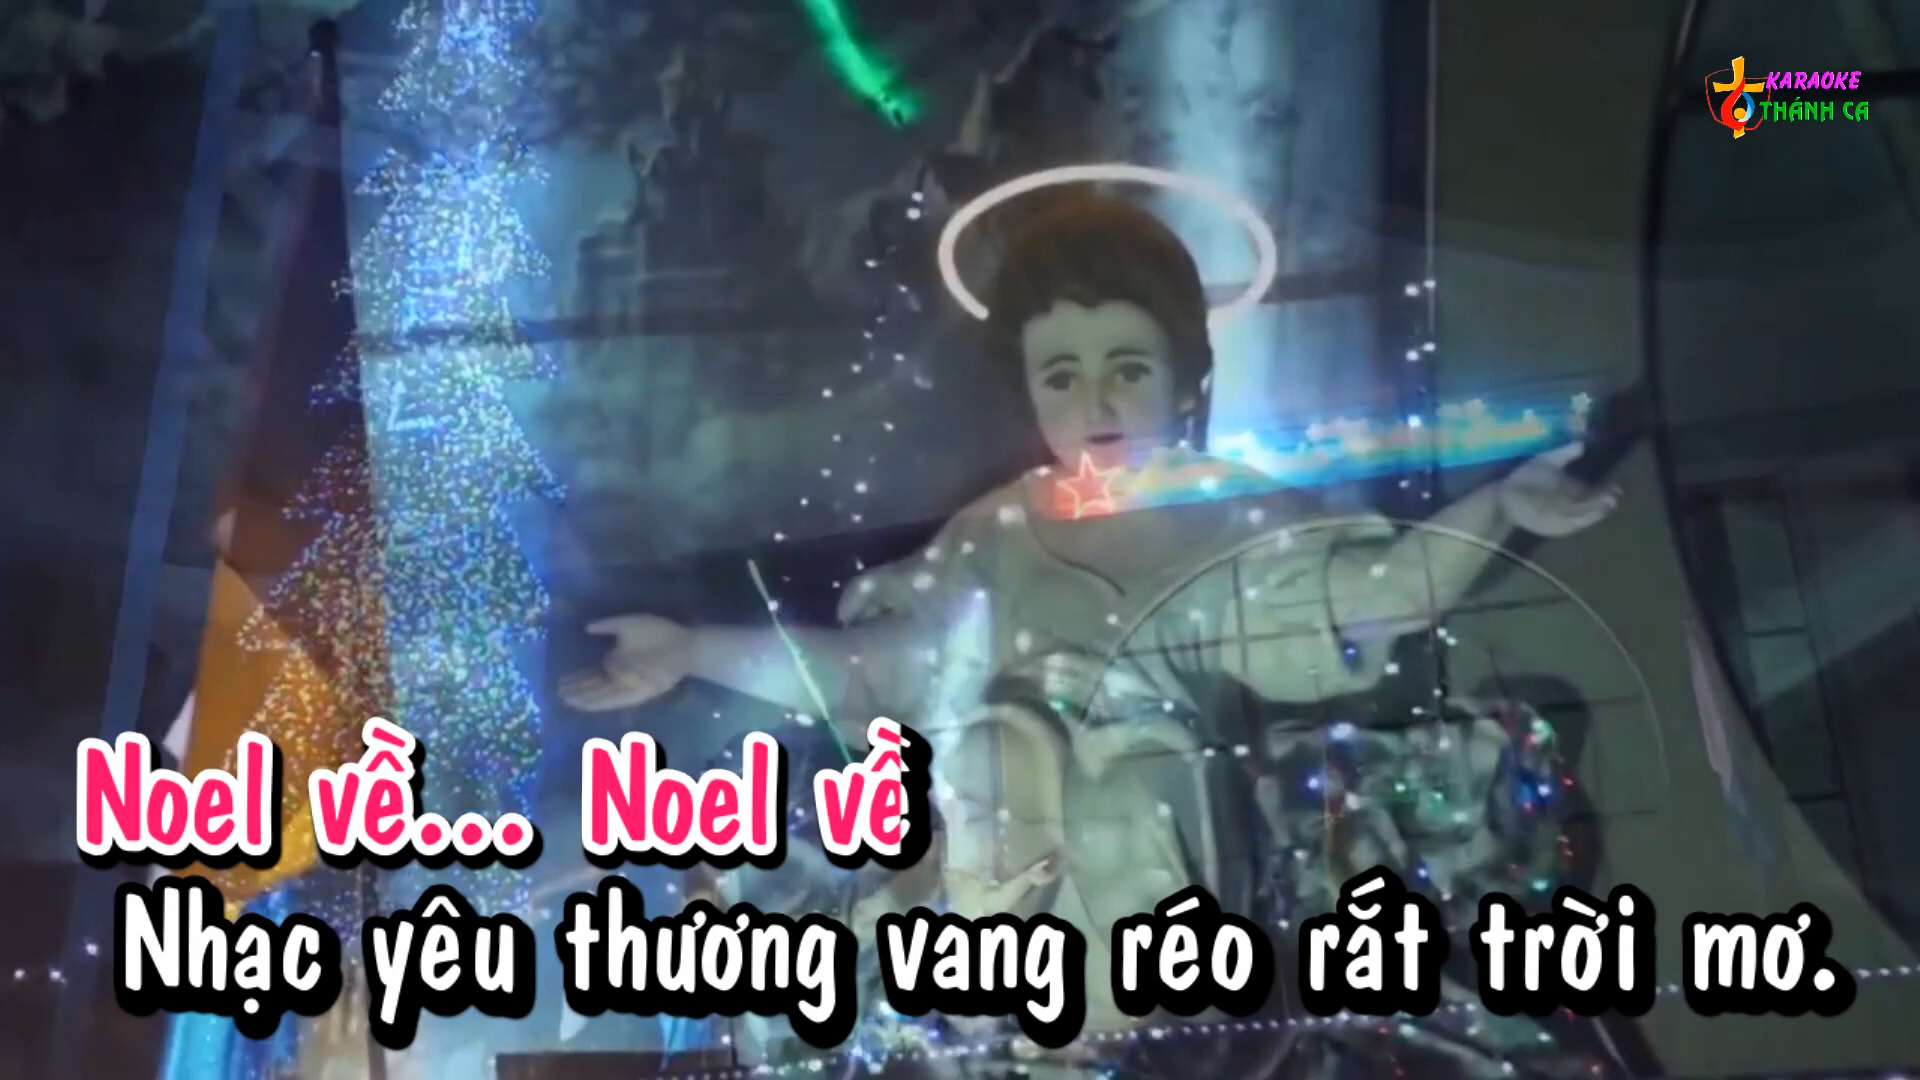 KARAOKE
THÁNH CA
Noel về... Noel về
Nhạc yêu thương vang réo rắt trời mơ.